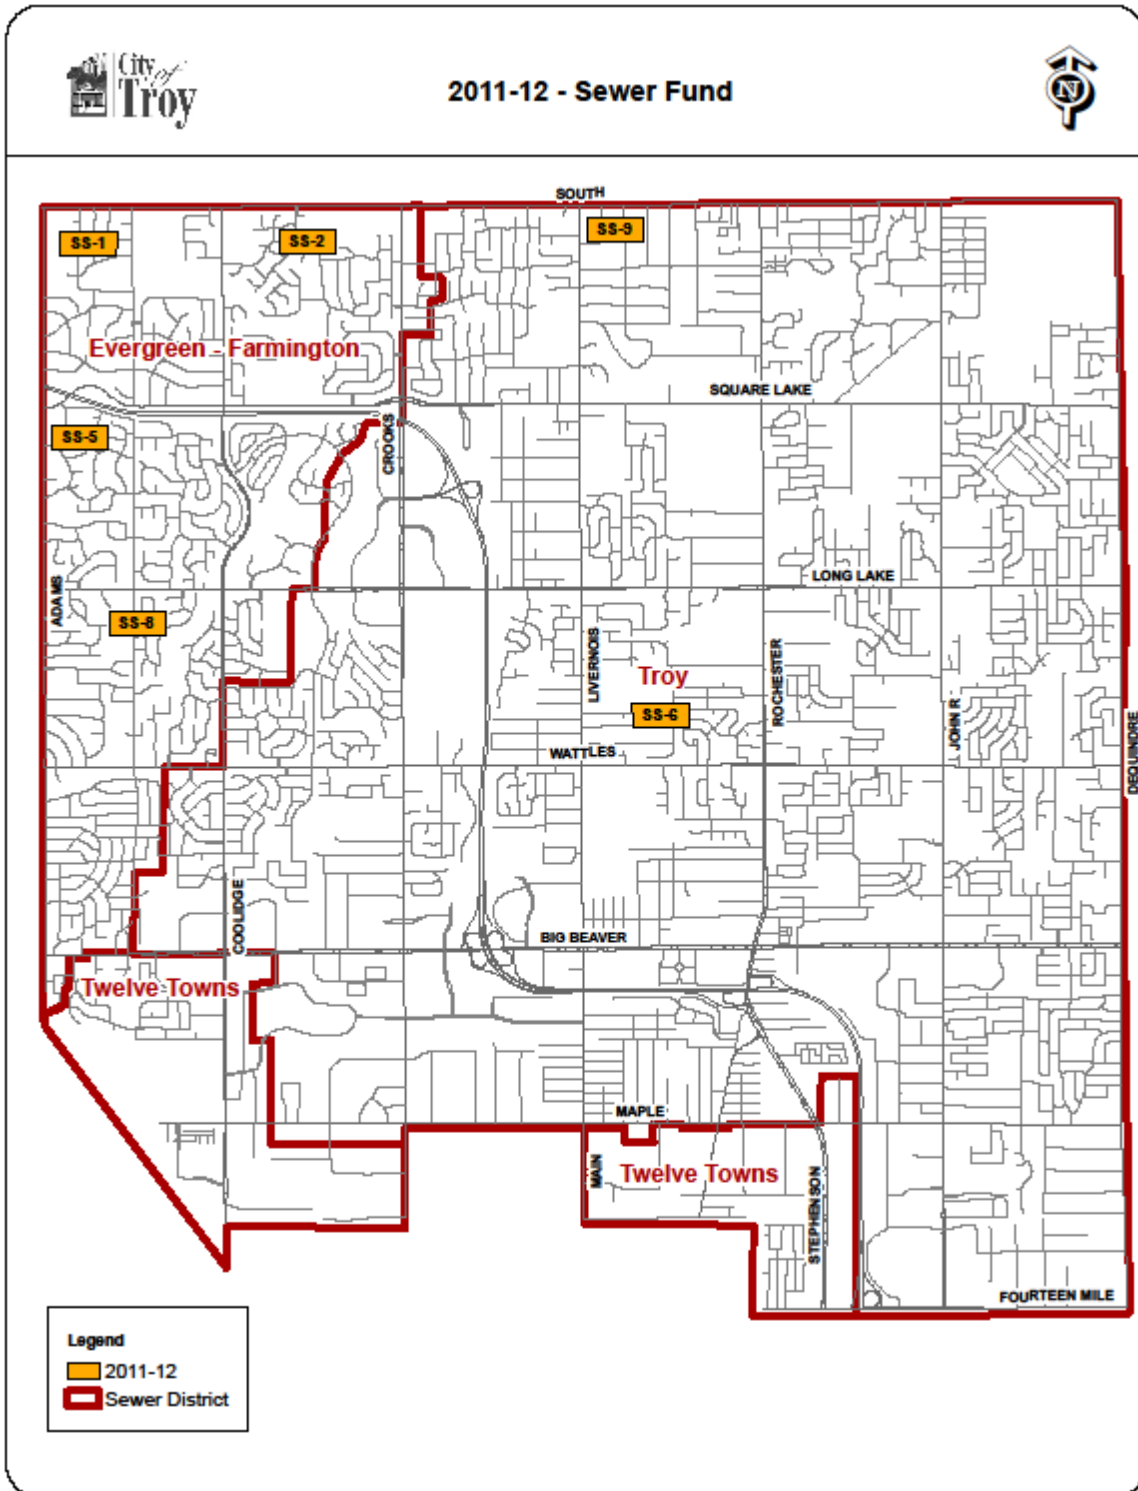 City of
Troy
2011-12 - Sewer Fund
N
SOUTH
SS-1
SS-2
SS-9
Evergreen - Farmington
SQUARE LAKE
SS-5
CROOKS
LONG LAKE
ADAMS
SS-8
LIVERNOIS
ROCHESTER
Troy
SS-6
JOHN R
DEQUINDRE
WATTLES
COOLIDGE
BIG BEAVER
Twelve Towns
MAPLE
MAIN
Twelve Towns
STEPHENSON
FOURTEEN MILE
Legend
2011-12
Sewer District